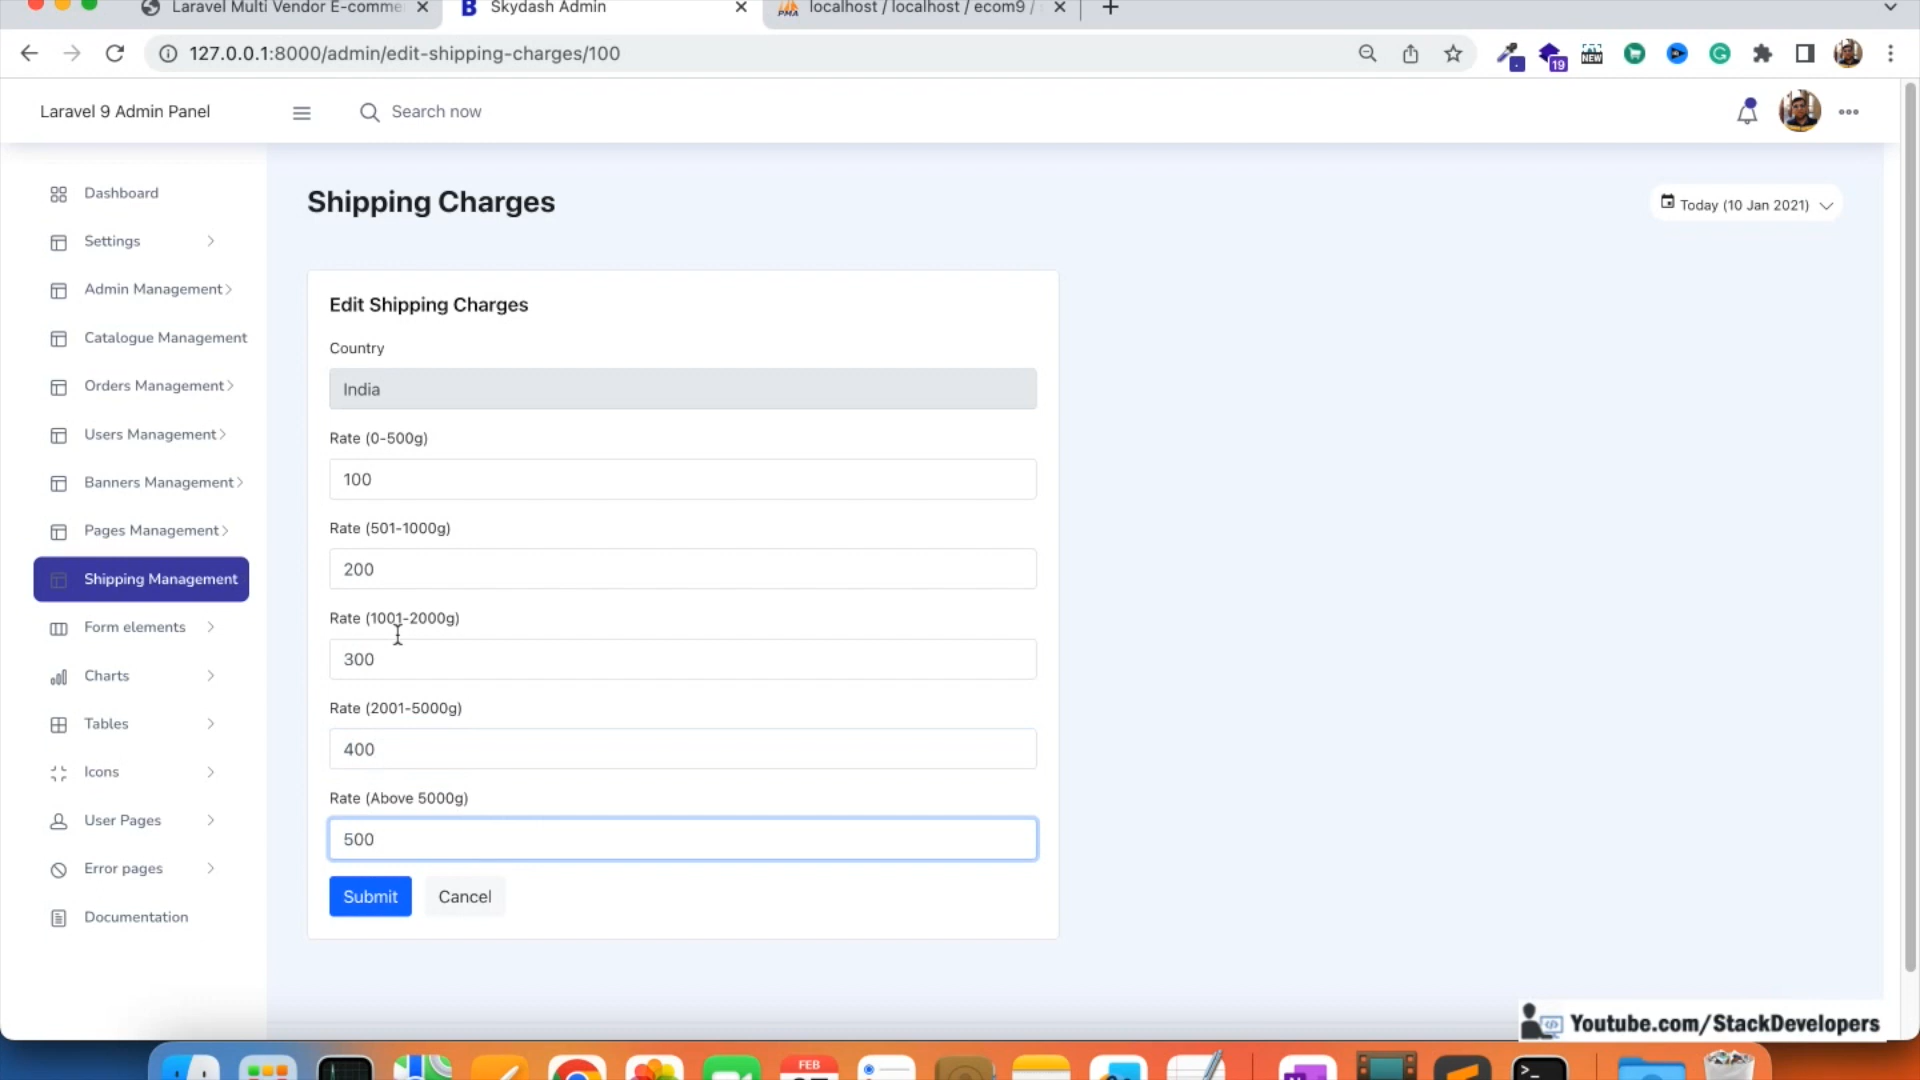 Laravel Multi Vendor E-comme
Skydash Admin
localhost / localhost / ecom9 /
127.0.0.1:8000/admin/edit-shipping-charges/100
19
NEW
Laravel 9 Admin Panel
Search now
Dashboard
Settings
Admin Management
Catalogue Management
Orders Management
Users Management
Banners Management
Pages Management
Shipping Management
Form elements
Charts
Tables
Icons
User Pages
Error pages
Documentation
Shipping Charges
Today (10 Jan 2021)
Edit Shipping Charges
Country
India
Rate (0-500g)
100
Rate (501-1000g)
200
Rate (1001-2000g)
300
Rate (2001-5000g)
400
Rate (Above 5000g)
500
Submit
Cancel
Youtube.com/StackDevelopers
FEB